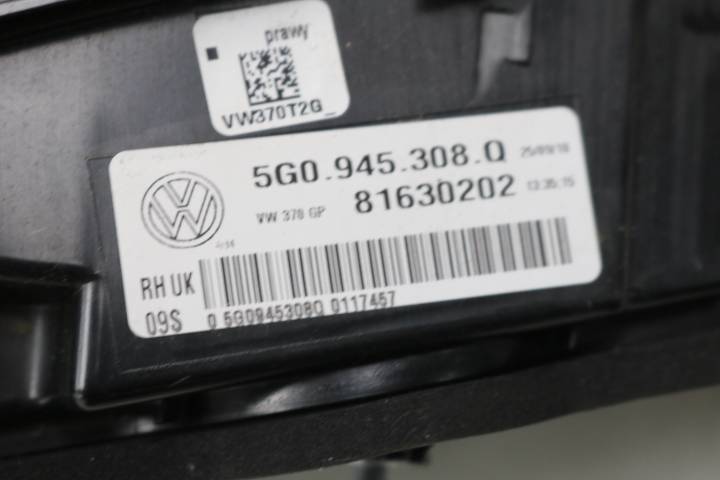 prawy
VW370T2G_
5G0.945.308.Q 25/09/18
VW 370 GP 81630202 13:35:15
RH UK
09S 0 5G0945308Q 0117457